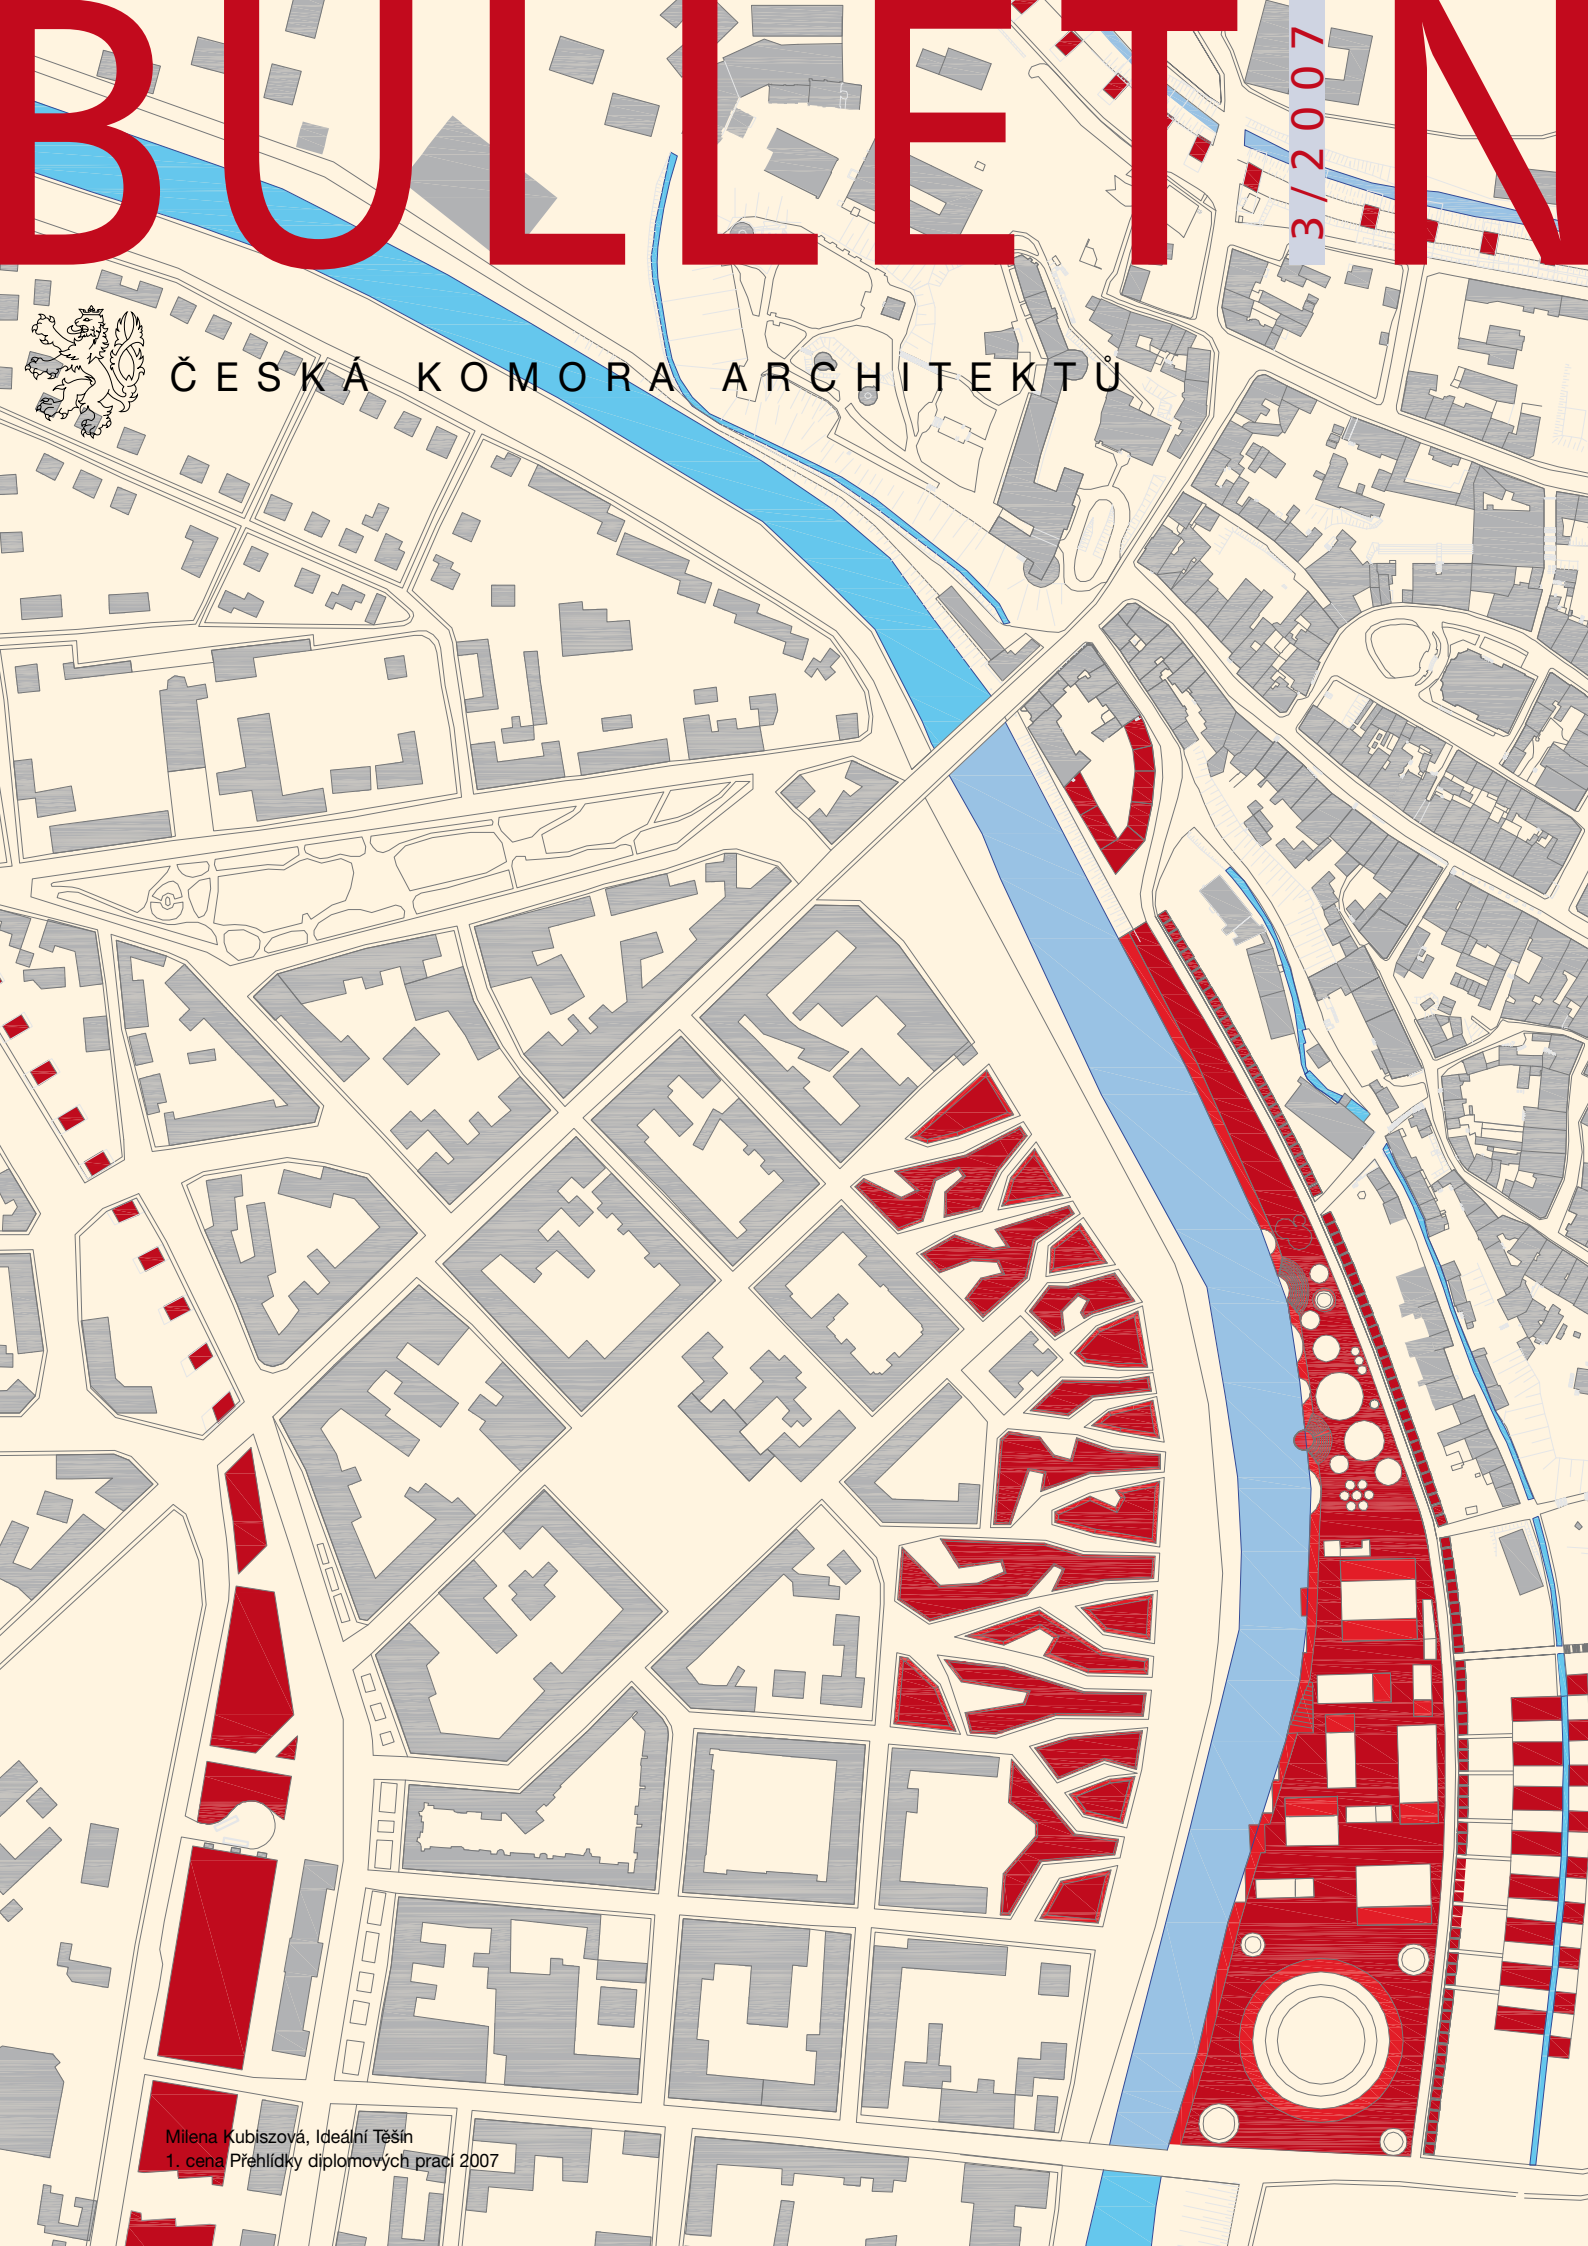 BULLETIN
3/2007
ČESKÁ KOMORA ARCHITEKTŮ
Milena Kubiszová, Ideální Těšín
1. cena Přehlídky diplomových prací 2007